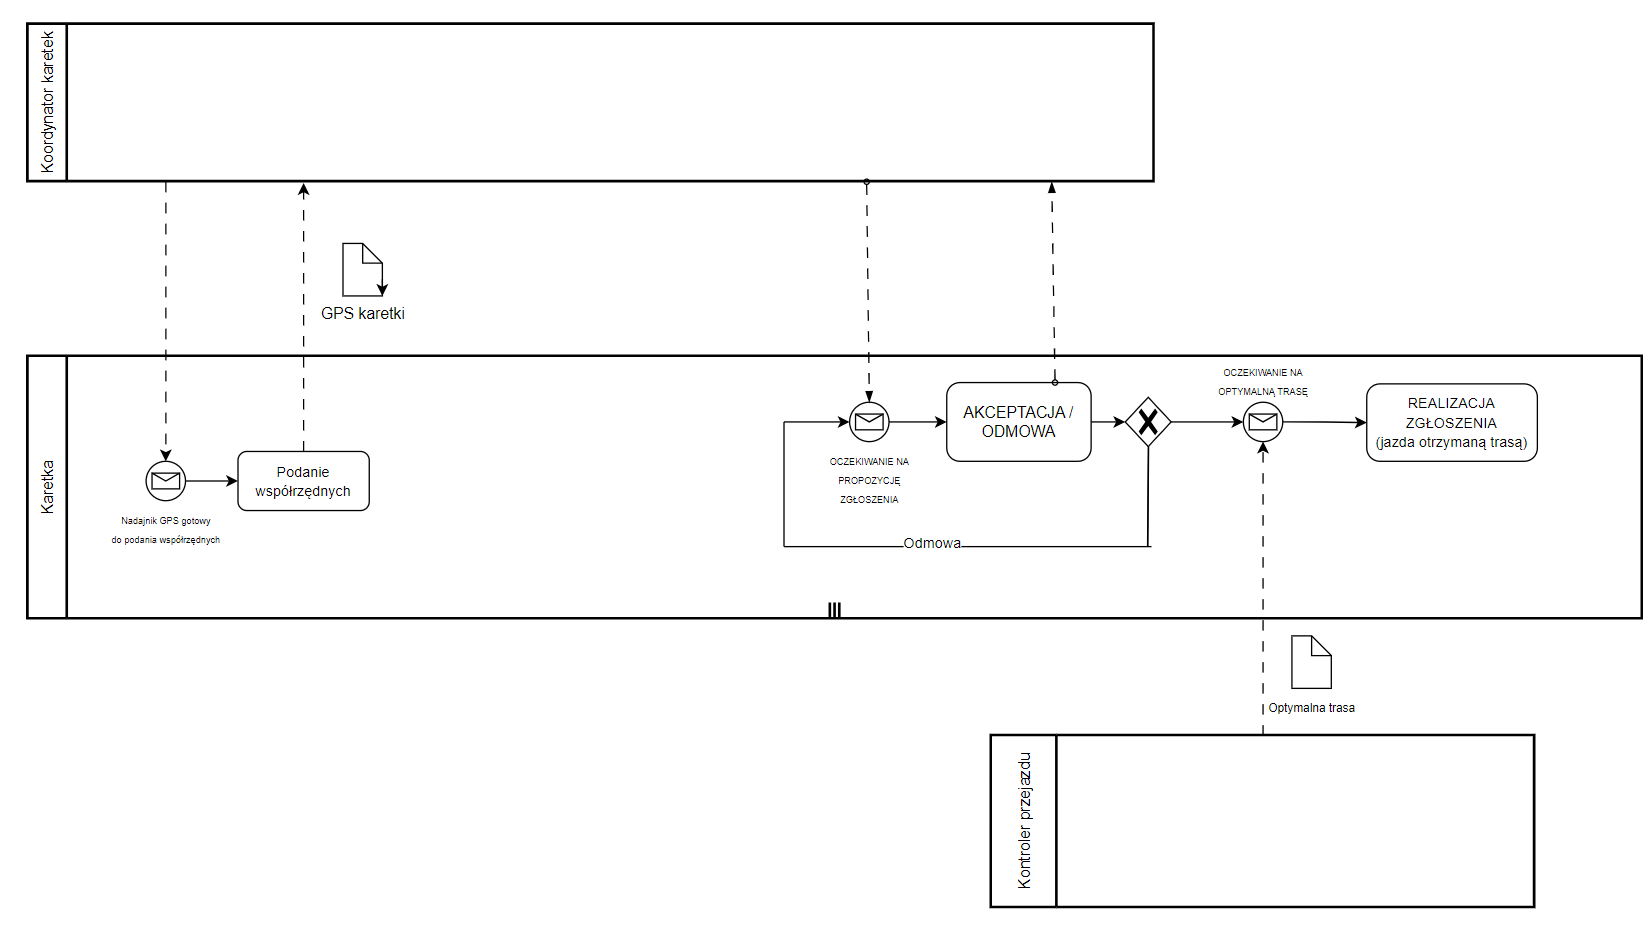 Koordynator karetek
GPS karetki
Karetka
Nadajnik GPS gotowy
do podania współrzędnych
Podanie
współrzędnych
OCZEKIWANIE NA
PROPOZYCJĘ
ZGŁOSZENIA
AKCEPTACJA /
ODMOWA
Odmowa
OCZEKIWANIE NA
OPTYMALNĄ TRASĘ
REALIZACJA
ZGŁOSZENIA
(jazda otrzymaną trasą)
Optymalna trasa
Kontroler przejazdu